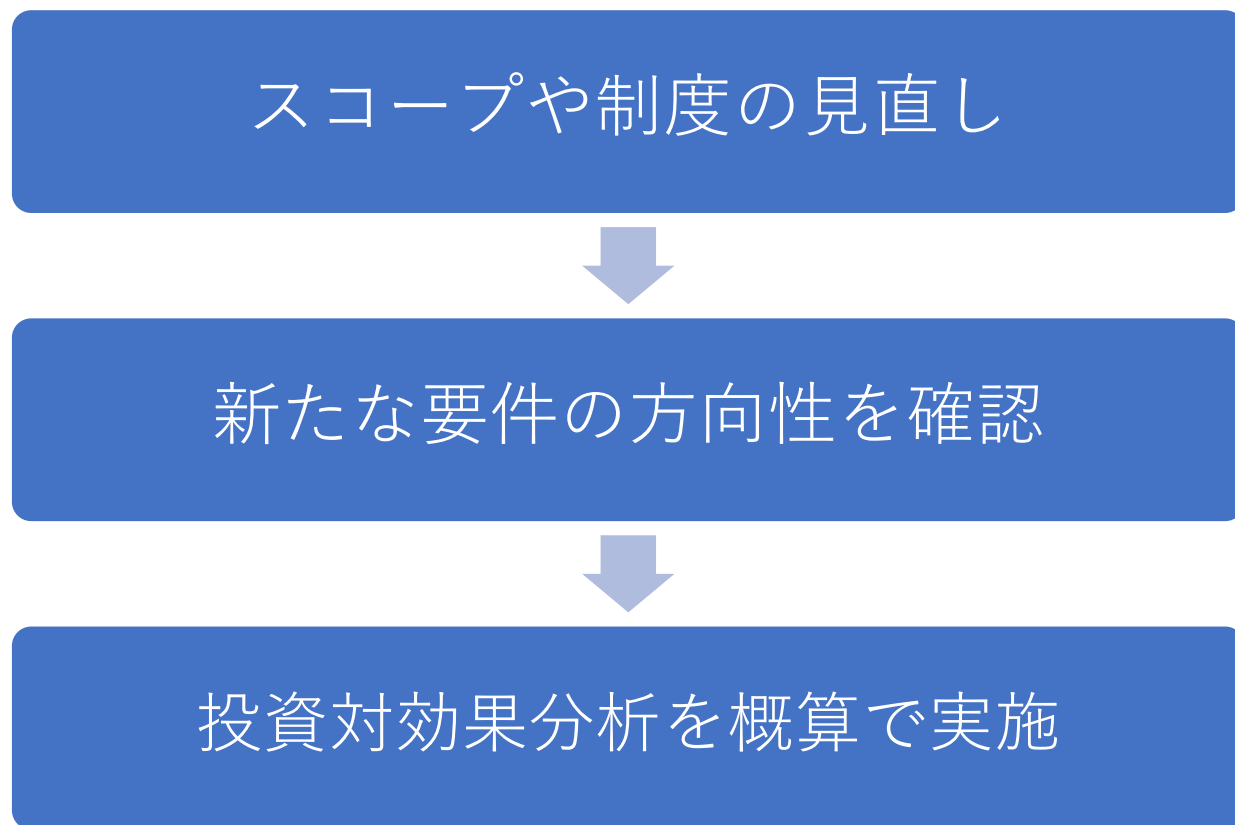 スコープや制度の見直し
新たな要件の方向性を確認
投資対効果分析を概算で実施